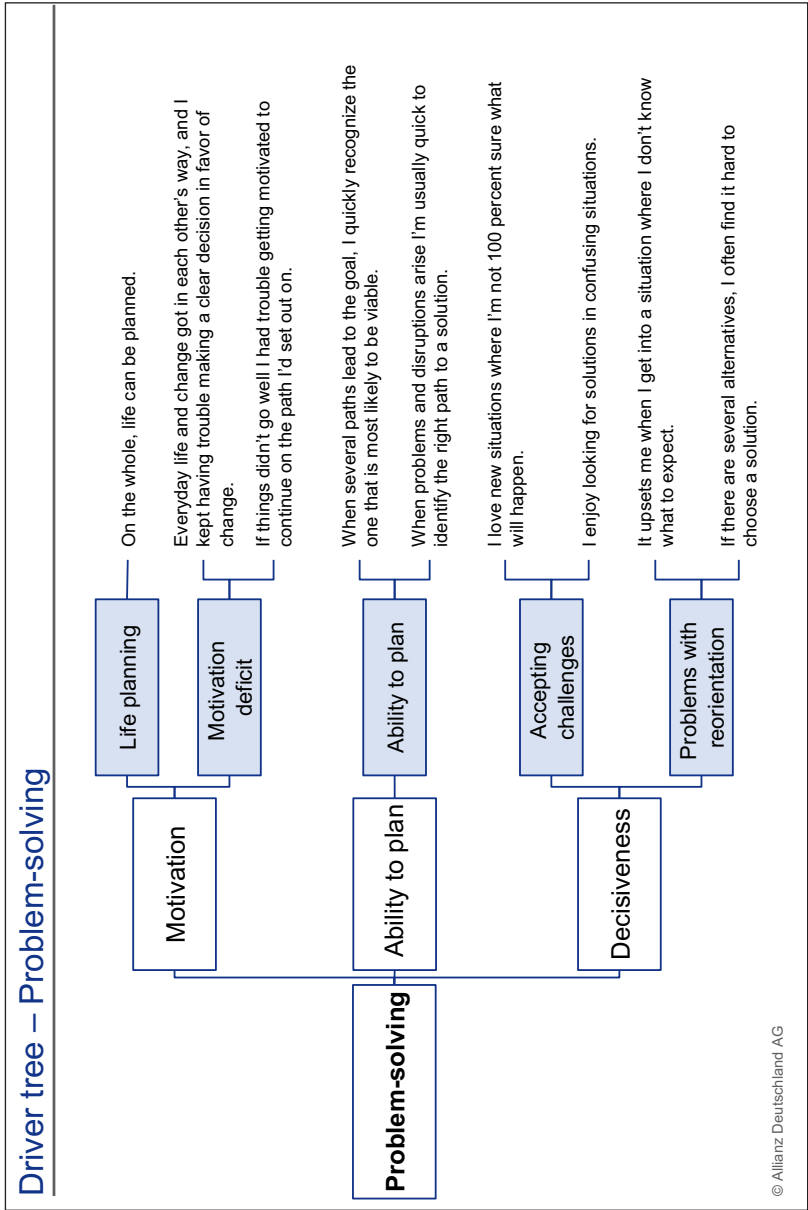 Driver tree – Problem-solving
Problem-solving
Motivation
Life planning
On the whole, life can be planned.
Motivation
deficit
Everyday life and change got in each other's way, and I
kept having trouble making a clear decision in favor of
change.
If things didn't go well I had trouble getting motivated to
continue on the path I'd set out on.
Ability to plan
Ability to plan
When several paths lead to the goal, I quickly recognize the
one that is most likely to be viable.
When problems and disruptions arise I'm usually quick to
identify the right path to a solution.
Decisiveness
Accepting
challenges
I love new situations where I'm not 100 percent sure what
will happen.
I enjoy looking for solutions in confusing situations.
Problems with
reorientation
It upsets me when I get into a situation where I don't know
what to expect.
If there are several alternatives, I often find it hard to
choose a solution.
© Allianz Deutschland AG